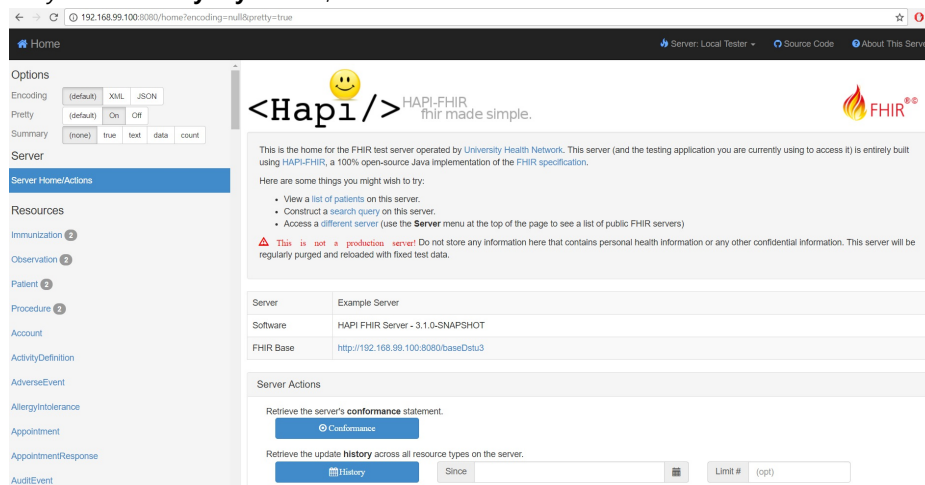 192.168.99.100:8080/home?encoding=null&pretty=true
Home
Server: Local Tester
Source Code
About This Serve
Options
Encoding (default) XML JSON
Pretty (default) On Off
Summary (none) true text data count
Server
Server Home/Actions
Resources
Immunization 2
Observation 2
Patient 2
Procedure 2
Account
ActivityDefinition
AdverseEvent
AllergyIntolerance
Appointment
AppointmentResponse
AuditEvent
<Hapi/> HAPI-FHIR
fhir made simple.
FHIR®©
This is the home for the FHIR test server operated by University Health Network. This server (and the testing application you are currently using to access it) is entirely built
using HAPI-FHIR, a 100% open-source Java implementation of the FHIR specification.
Here are some things you might wish to try:
View a list of patients on this server.
Construct a search query on this server.
Access a different server (use the Server menu at the top of the page to see a list of public FHIR servers)
This is not a production server! Do not store any information here that contains personal health information or any other confidential information. This server will be
regularly purged and reloaded with fixed test data.
Server Example Server
Software HAPI FHIR Server - 3.1.0-SNAPSHOT
FHIR Base http://192.168.99.100:8080/baseDstu3
Server Actions
Retrieve the server's conformance statement.
Conformance
Retrieve the update history across all resource types on the server.
History Since Limit # (opt)